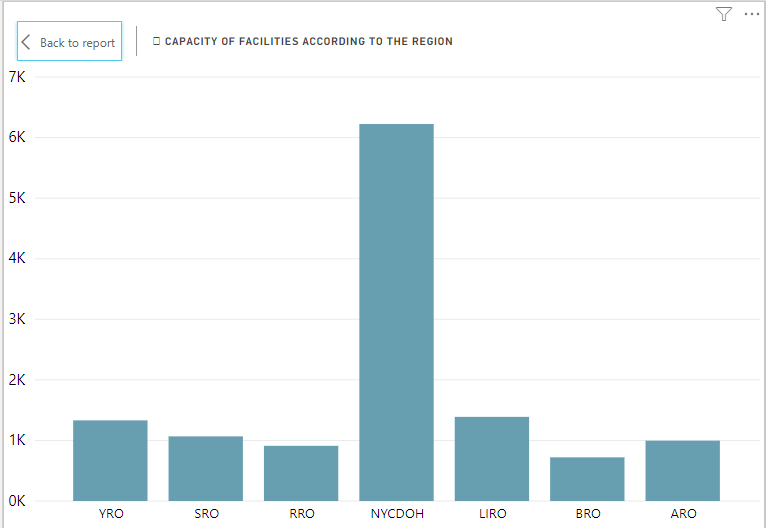 Back to report
CAPACITY OF FACILITIES ACCORDING TO THE REGION
7K
6K
5K
4K
3K
2K
1K
0K
YRO SRO RRO NYCDOH LIRO BRO ARO